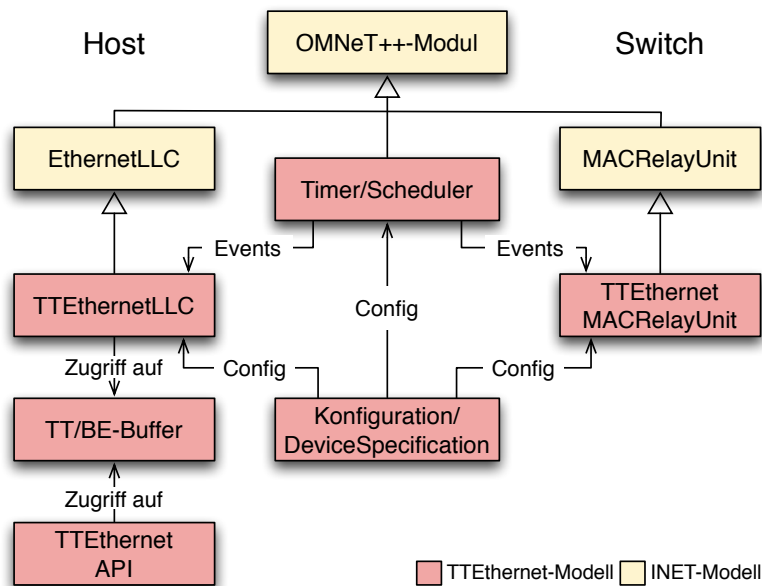 Host
OMNeT++-Modul
Switch
EthernetLLC
Timer/Scheduler
MACRelayUnit
Events
Events
TTEthernetLLC
Config
TTEthernet
MACRelayUnit
Zugriff auf
Config
Config
TT/BE-Buffer
Konfiguration/
DeviceSpecification
Zugriff auf
TTEthernet
API
TTEthernet-Modell
INET-Modell